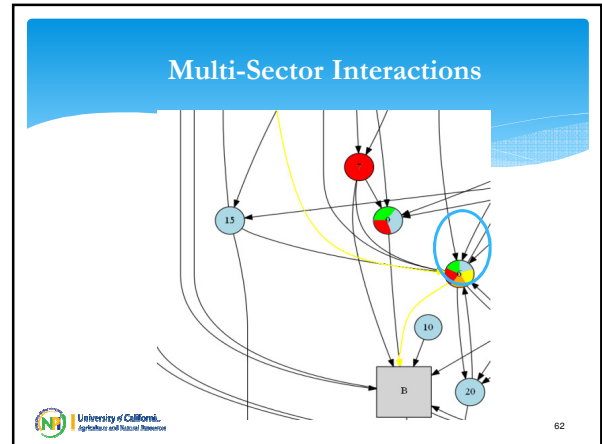 Multi-Sector Interactions
15
10
B
20
University of California
Agriculture and Natural Resources
62